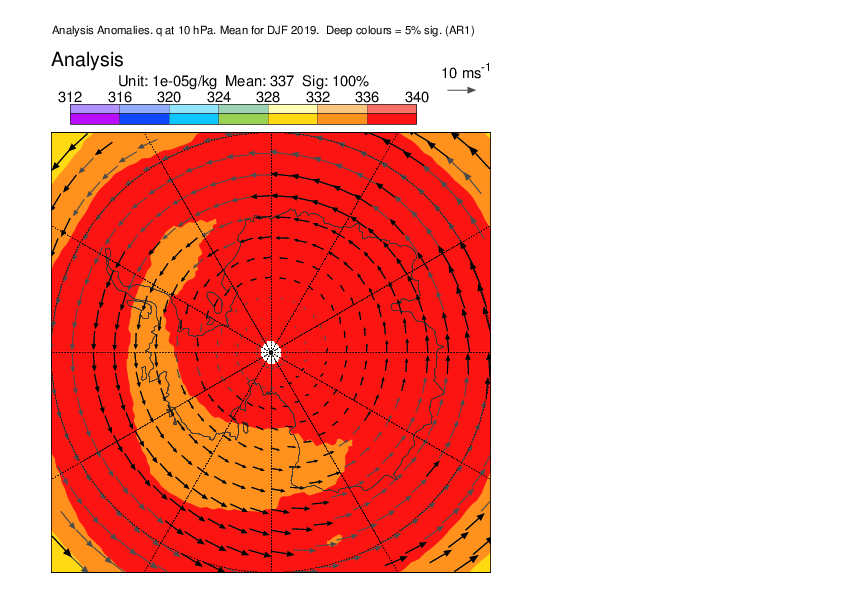 Analysis Anomalies. q at 10 hPa. Mean for DJF 2019.  Deep colours = 5% sig. (AR1)
Analysis
10 ms⁻¹
Unit: 1e-05g/kg  Mean: 337  Sig: 100%
312 316 320 324 328 332 336 340